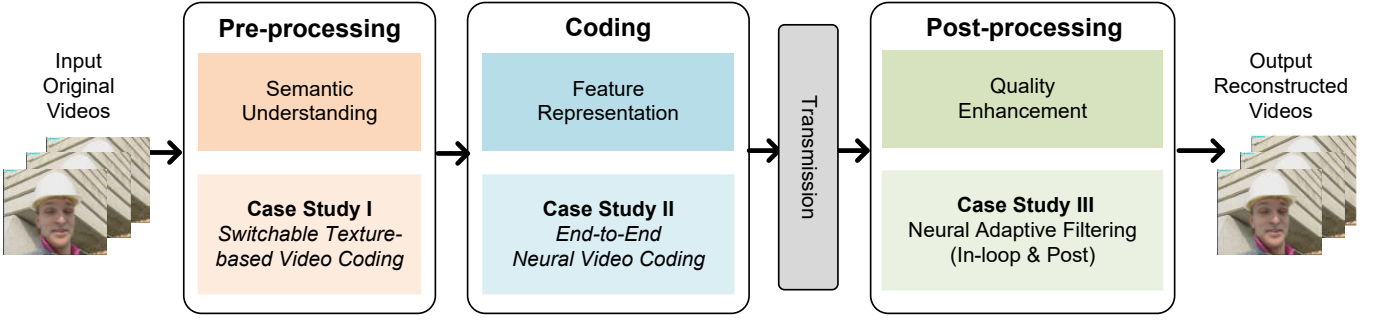 Input
Original
Videos
Pre-processing
Semantic
Understanding
Case Study I
Switchable Texture-
based Video Coding
Coding
Feature
Representation
Case Study II
End-to-End
Neural Video Coding
Transmission
Post-processing
Quality
Enhancement
Case Study III
Neural Adaptive Filtering
(In-loop & Post)
Output
Reconstructed
Videos